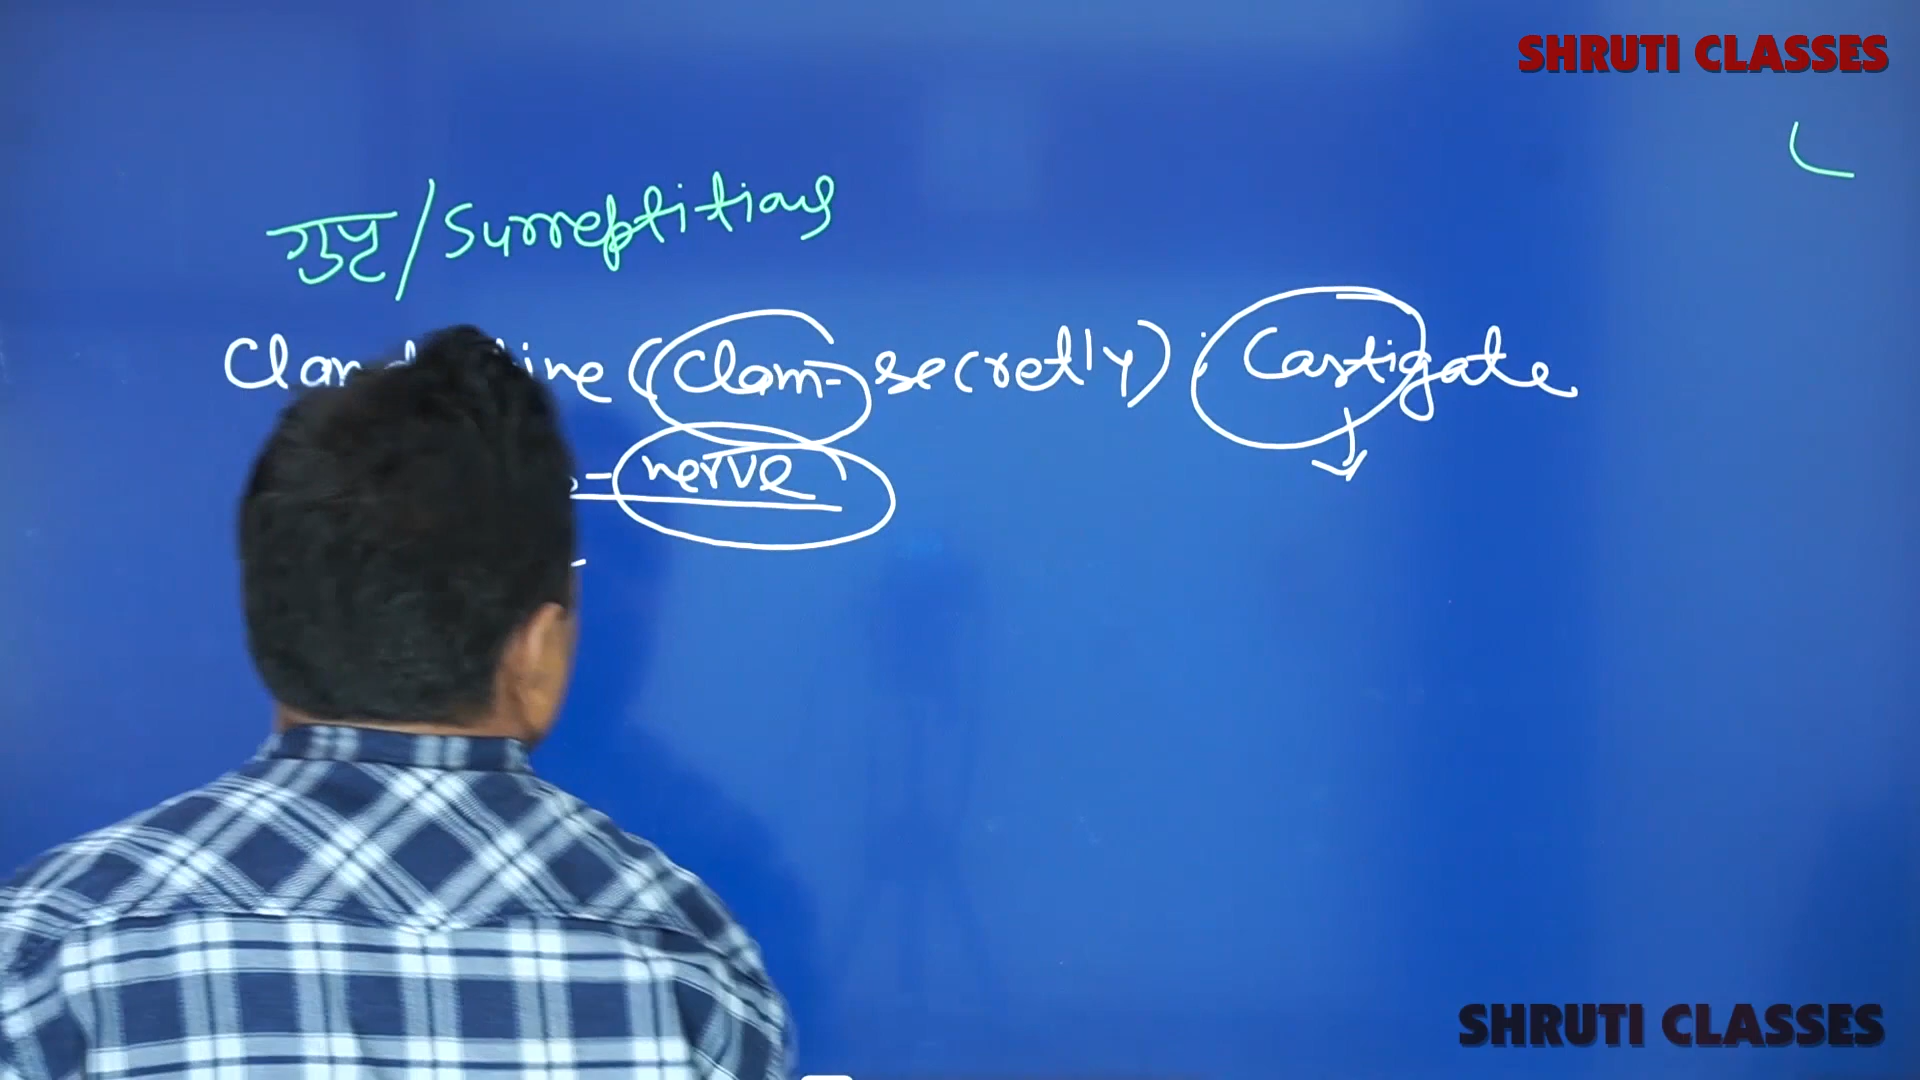 SHRUTI CLASSES
गुप्त / Surreptitious
Clan ine (Clam- secretly) : Castigate
- nerve
SHRUTI CLASSES